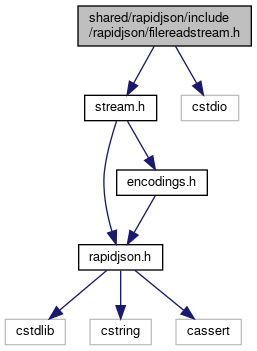 shared/rapidjson/include
/rapidjson/filereadstream.h
stream.h
cstdio
encodings.h
rapidjson.h
cstdlib
cstring
cassert